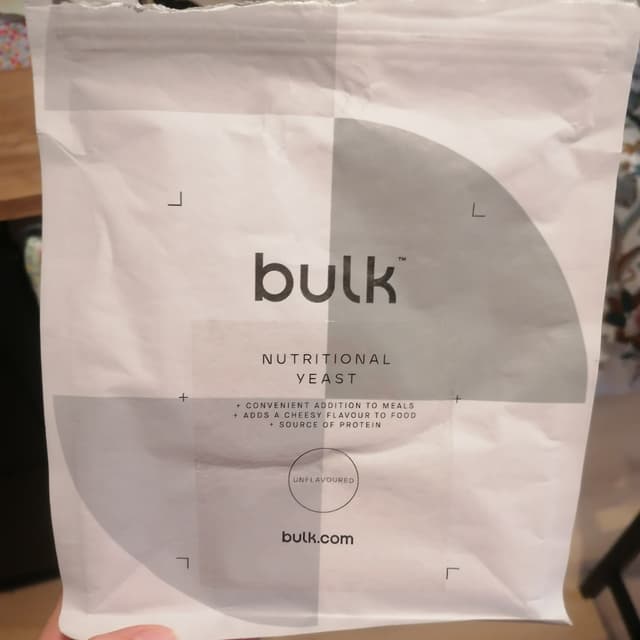 bulk™
NUTRITIONAL
YEAST
+ CONVENIENT ADDITION TO MEALS
+ ADDS A CHEESY FLAVOUR TO FOOD
+ SOURCE OF PROTEIN
UNFLAVOURED
bulk.com